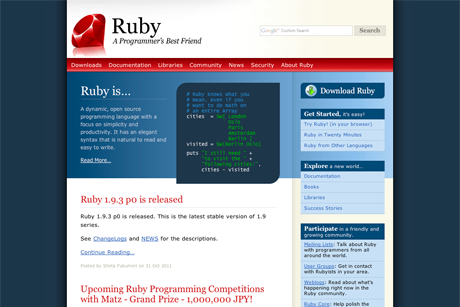 Ruby
A Programmer's Best Friend
Google Custom Search
Search
Downloads Documentation Libraries Community News Security About Ruby
Ruby is...
A dynamic, open source
programming language with a
focus on simplicity and
productivity. It has an elegant
syntax that is natural to read and
easy to write.
Read More...
# Ruby knows what you
# mean, even if you
# want to do math on
# an entire Array
cities = %w[ London
Oslo
Paris
Amsterdam
Berlin ]
visited = %w[Berlin Oslo]
puts "I still need " +
"to visit the " +
"following cities:",
cities - visited
Download Ruby
Get Started, it's easy!
Try Ruby! (in your browser)
Ruby in Twenty Minutes
Ruby from Other Languages
Explore a new world...
Documentation
Books
Libraries
Success Stories
Ruby 1.9.3 p0 is released
Ruby 1.9.3 p0 is released. This is the latest stable version of 1.9
series.
See ChangeLogs and NEWS for the descriptions.
Continue Reading...
Posted by Shota Fukumori on 31 Oct 2011
Upcoming Ruby Programming Competitions
with Matz - Grand Prize - 1,000,000 JPY!
Participate in a friendly and
growing community.
Mailing Lists: Talk about Ruby with
programmers from all
around the world.
User Groups: Get in contact
with Rubyists in your area.
Weblogs: Read about what's
happening right now in the
Ruby community.
Ruby Core: Help polish the